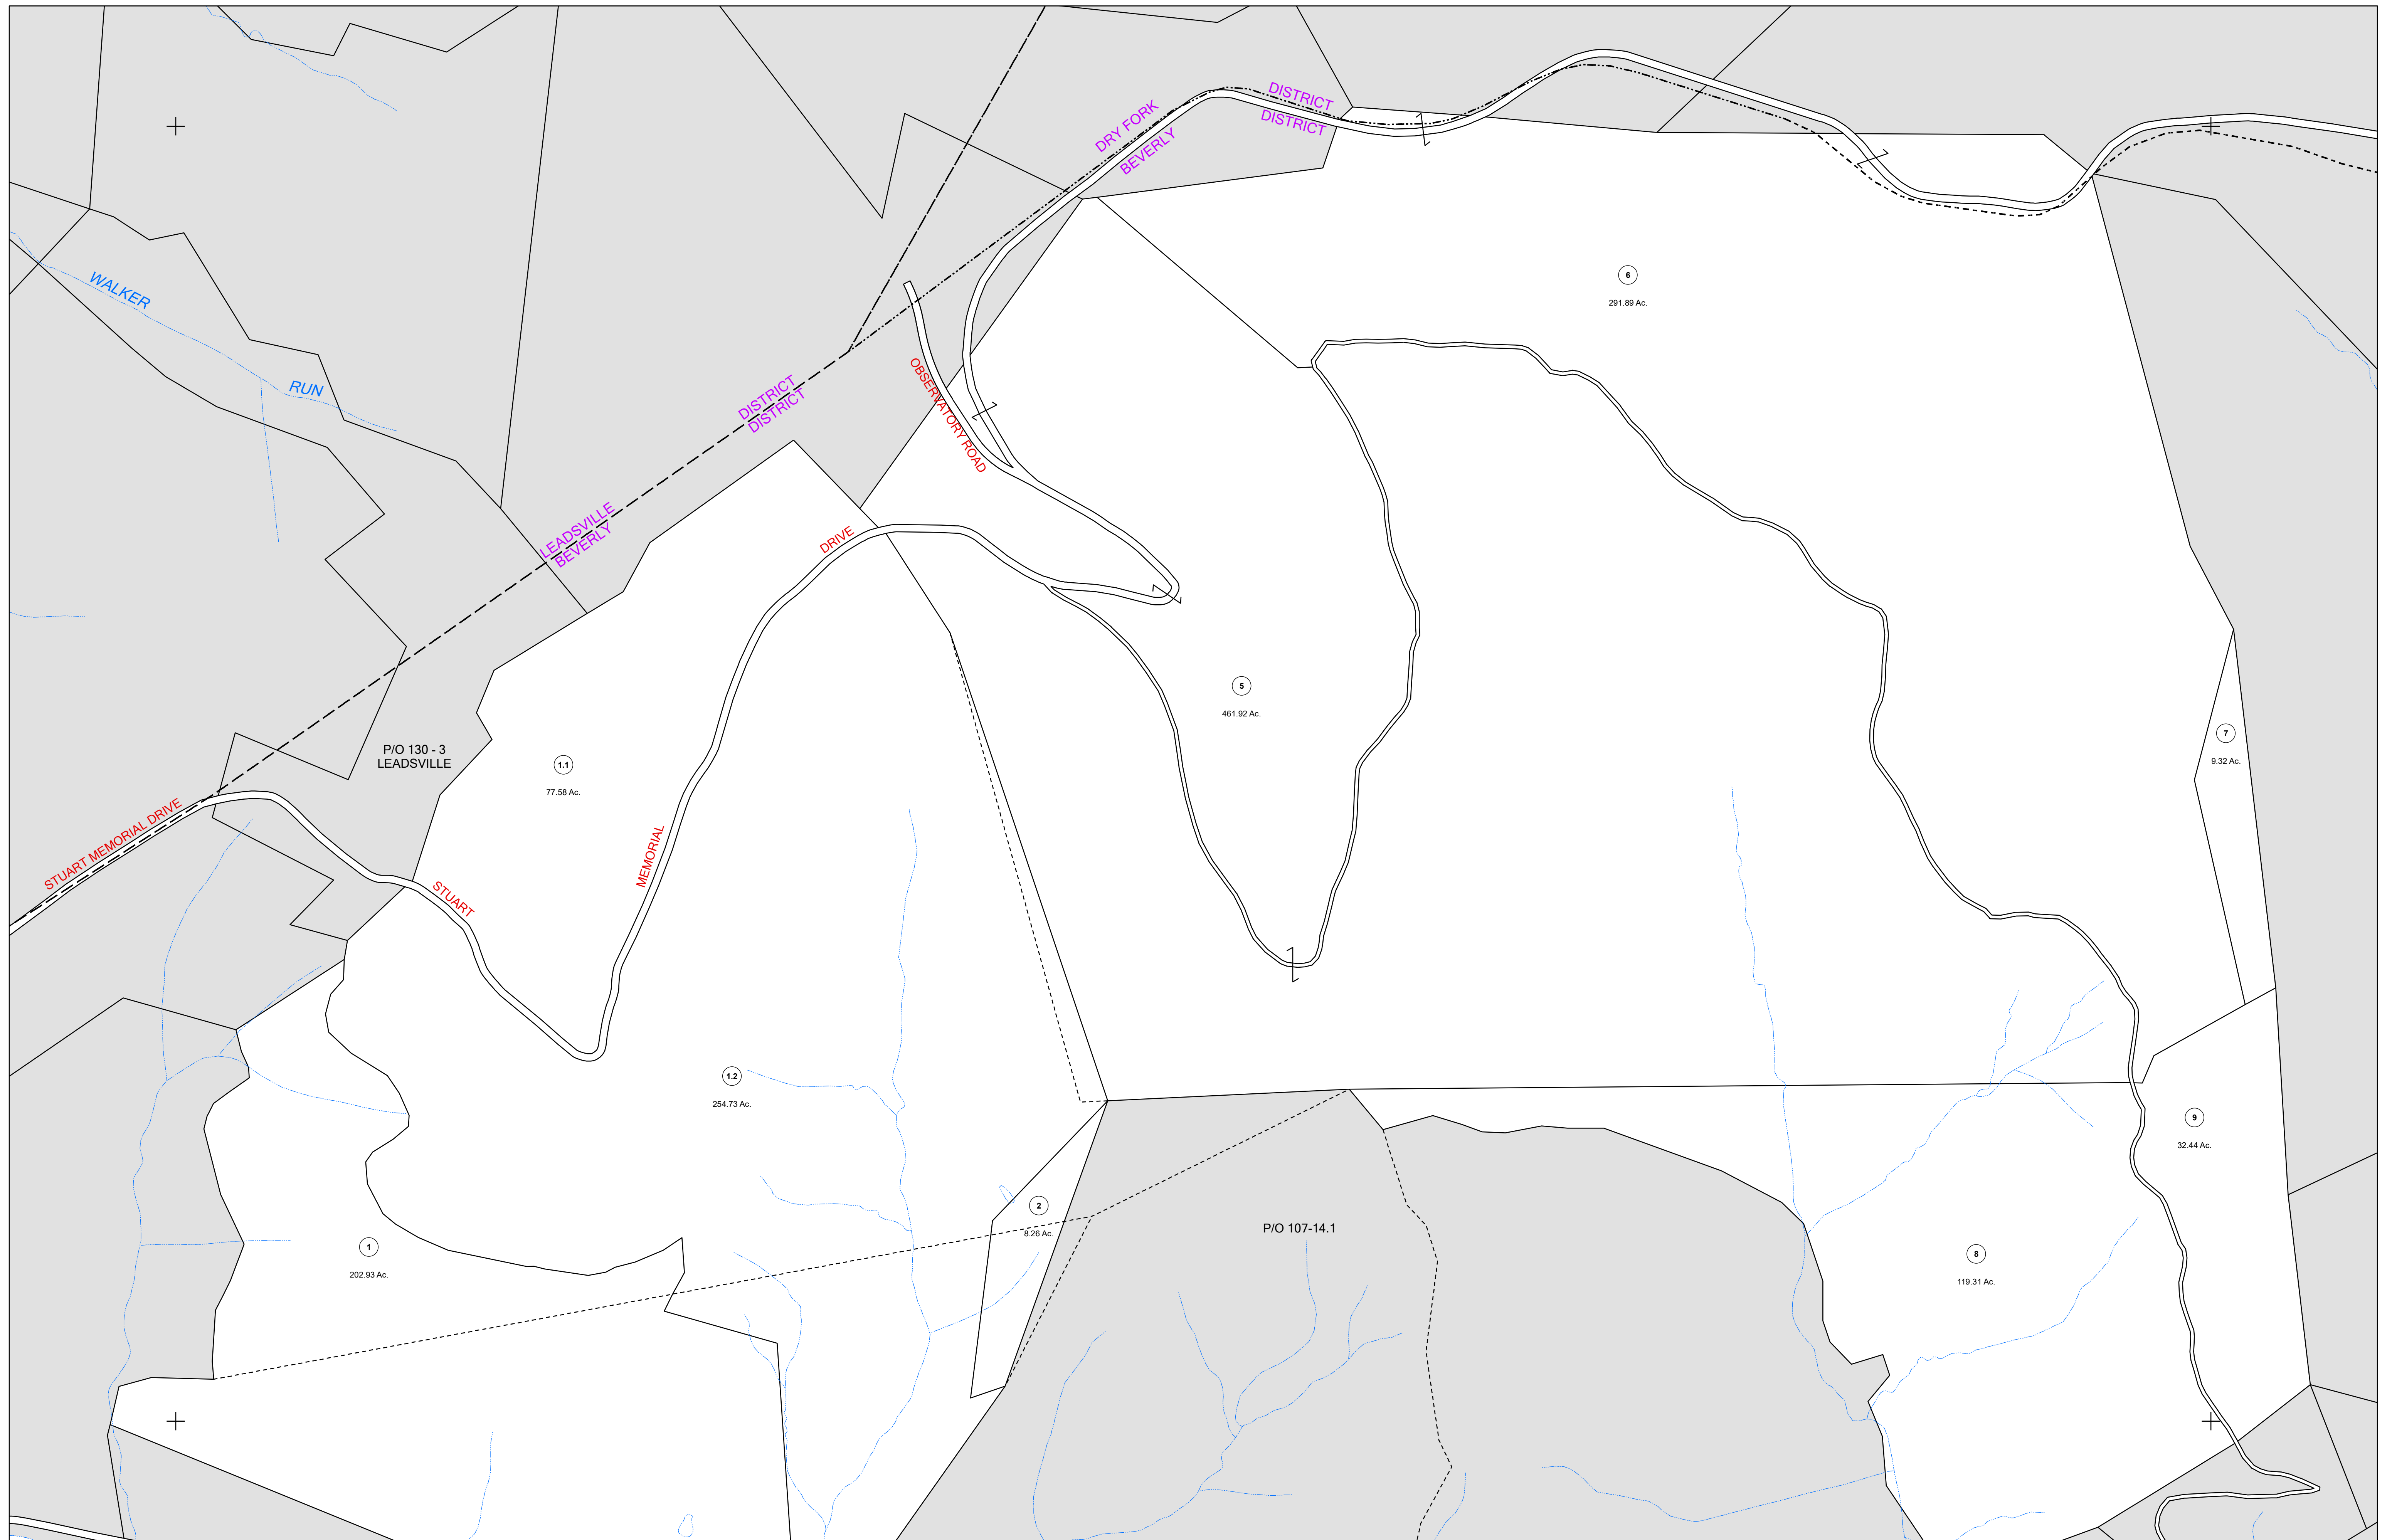 DISTRICT
DISTRICT
DRY FORK
BEVERLY
WALKER
RUN
6
291.89 Ac.
DISTRICT
DISTRICT
OBSERVATORY ROAD
LEADSVILLE
BEVERLY
DRIVE
5
461.92 Ac.
7
9.32 Ac.
P/O 130 - 3
LEADSVILLE
1.1
77.58 Ac.
STUART MEMORIAL DRIVE
MEMORIAL
STUART
1.2
254.73 Ac.
9
32.44 Ac.
2
8.26 Ac.
P/O 107-14.1
1
202.93 Ac.
8
119.31 Ac.